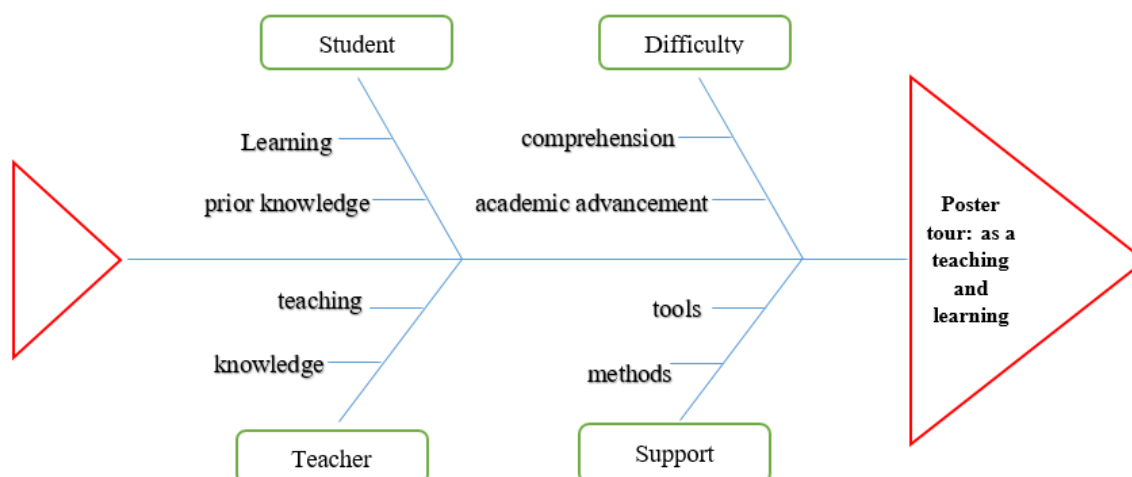 Student
Difficulty
Learning
prior knowledge
comprehension
academic advancement
Poster
tour: as a
teaching
and
learning
teaching
knowledge
tools
methods
Teacher
Support